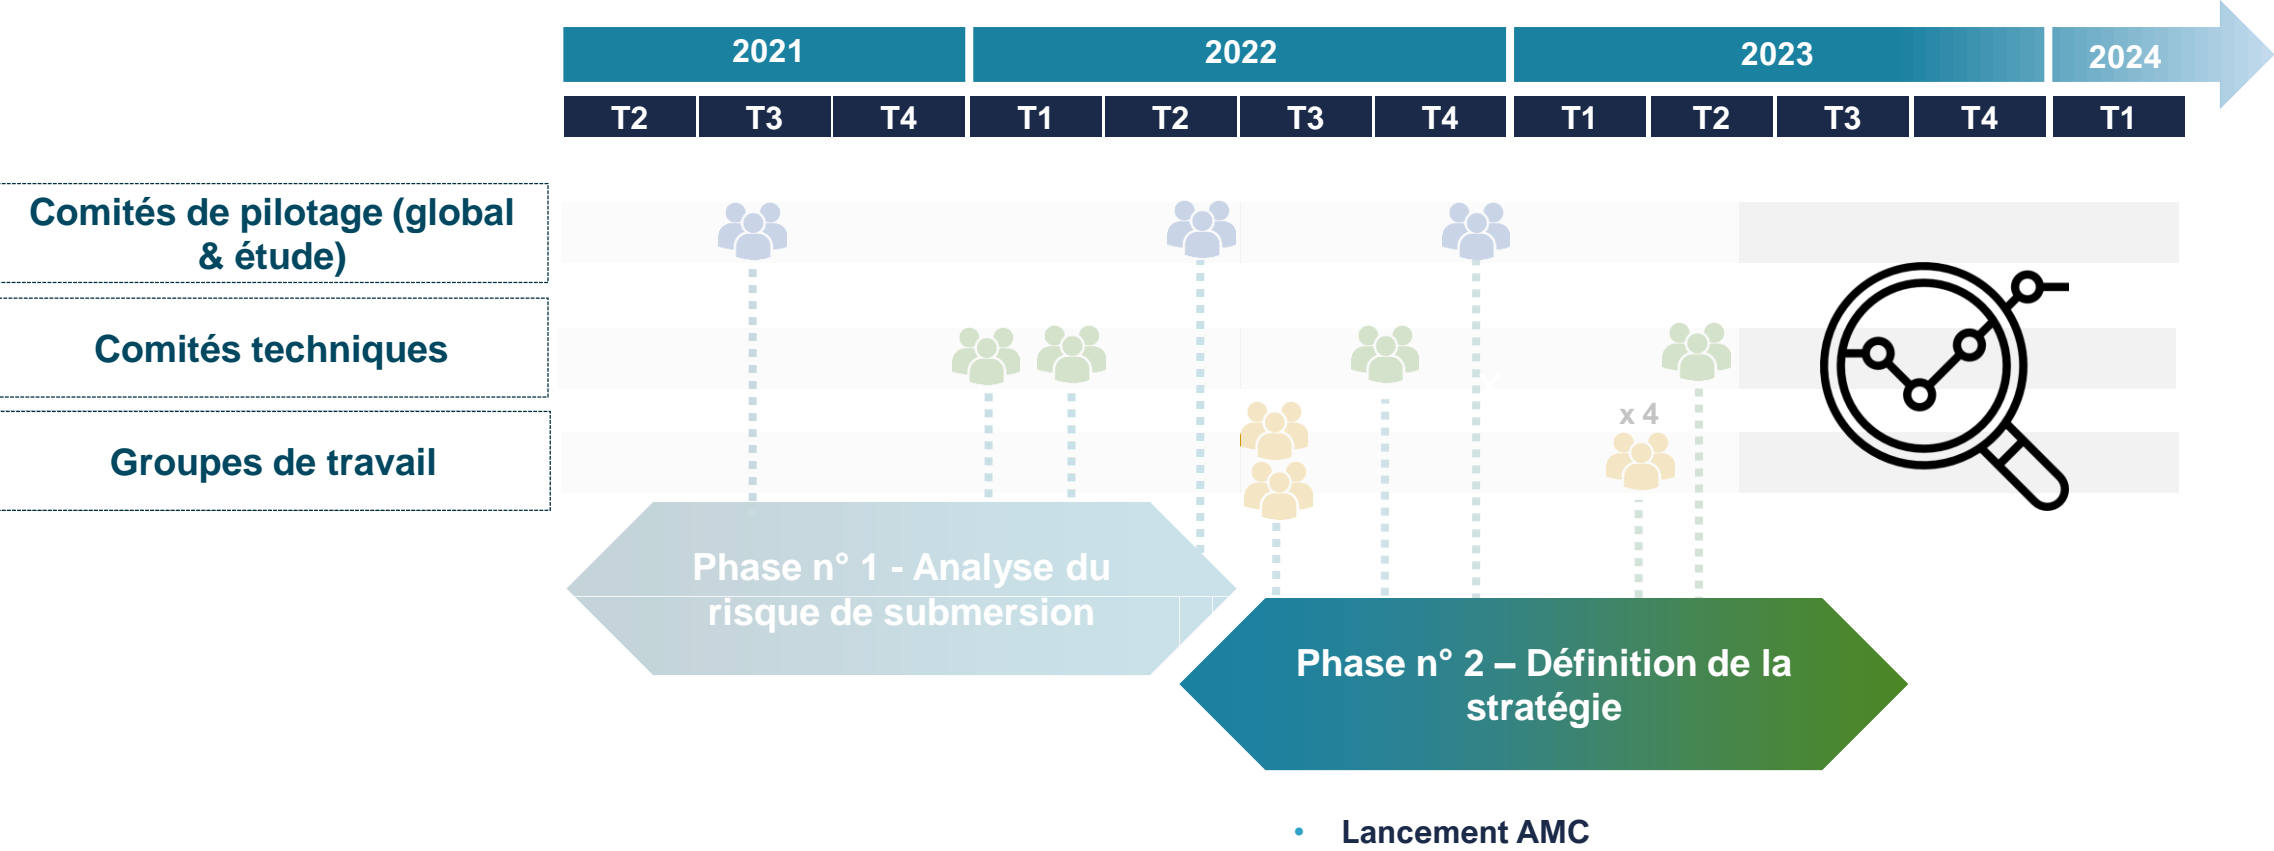 2021 2022 2023 2024
T2 T3 T4 T1 T2 T3 T4 T1 T2 T3 T4 T1
Comités de pilotage (global
& étude)
Comités techniques
x 4
Groupes de travail
Phase n° 1 - Analyse du
risque de submersion
Phase n° 2 – Définition de la
stratégie
• Lancement AMC